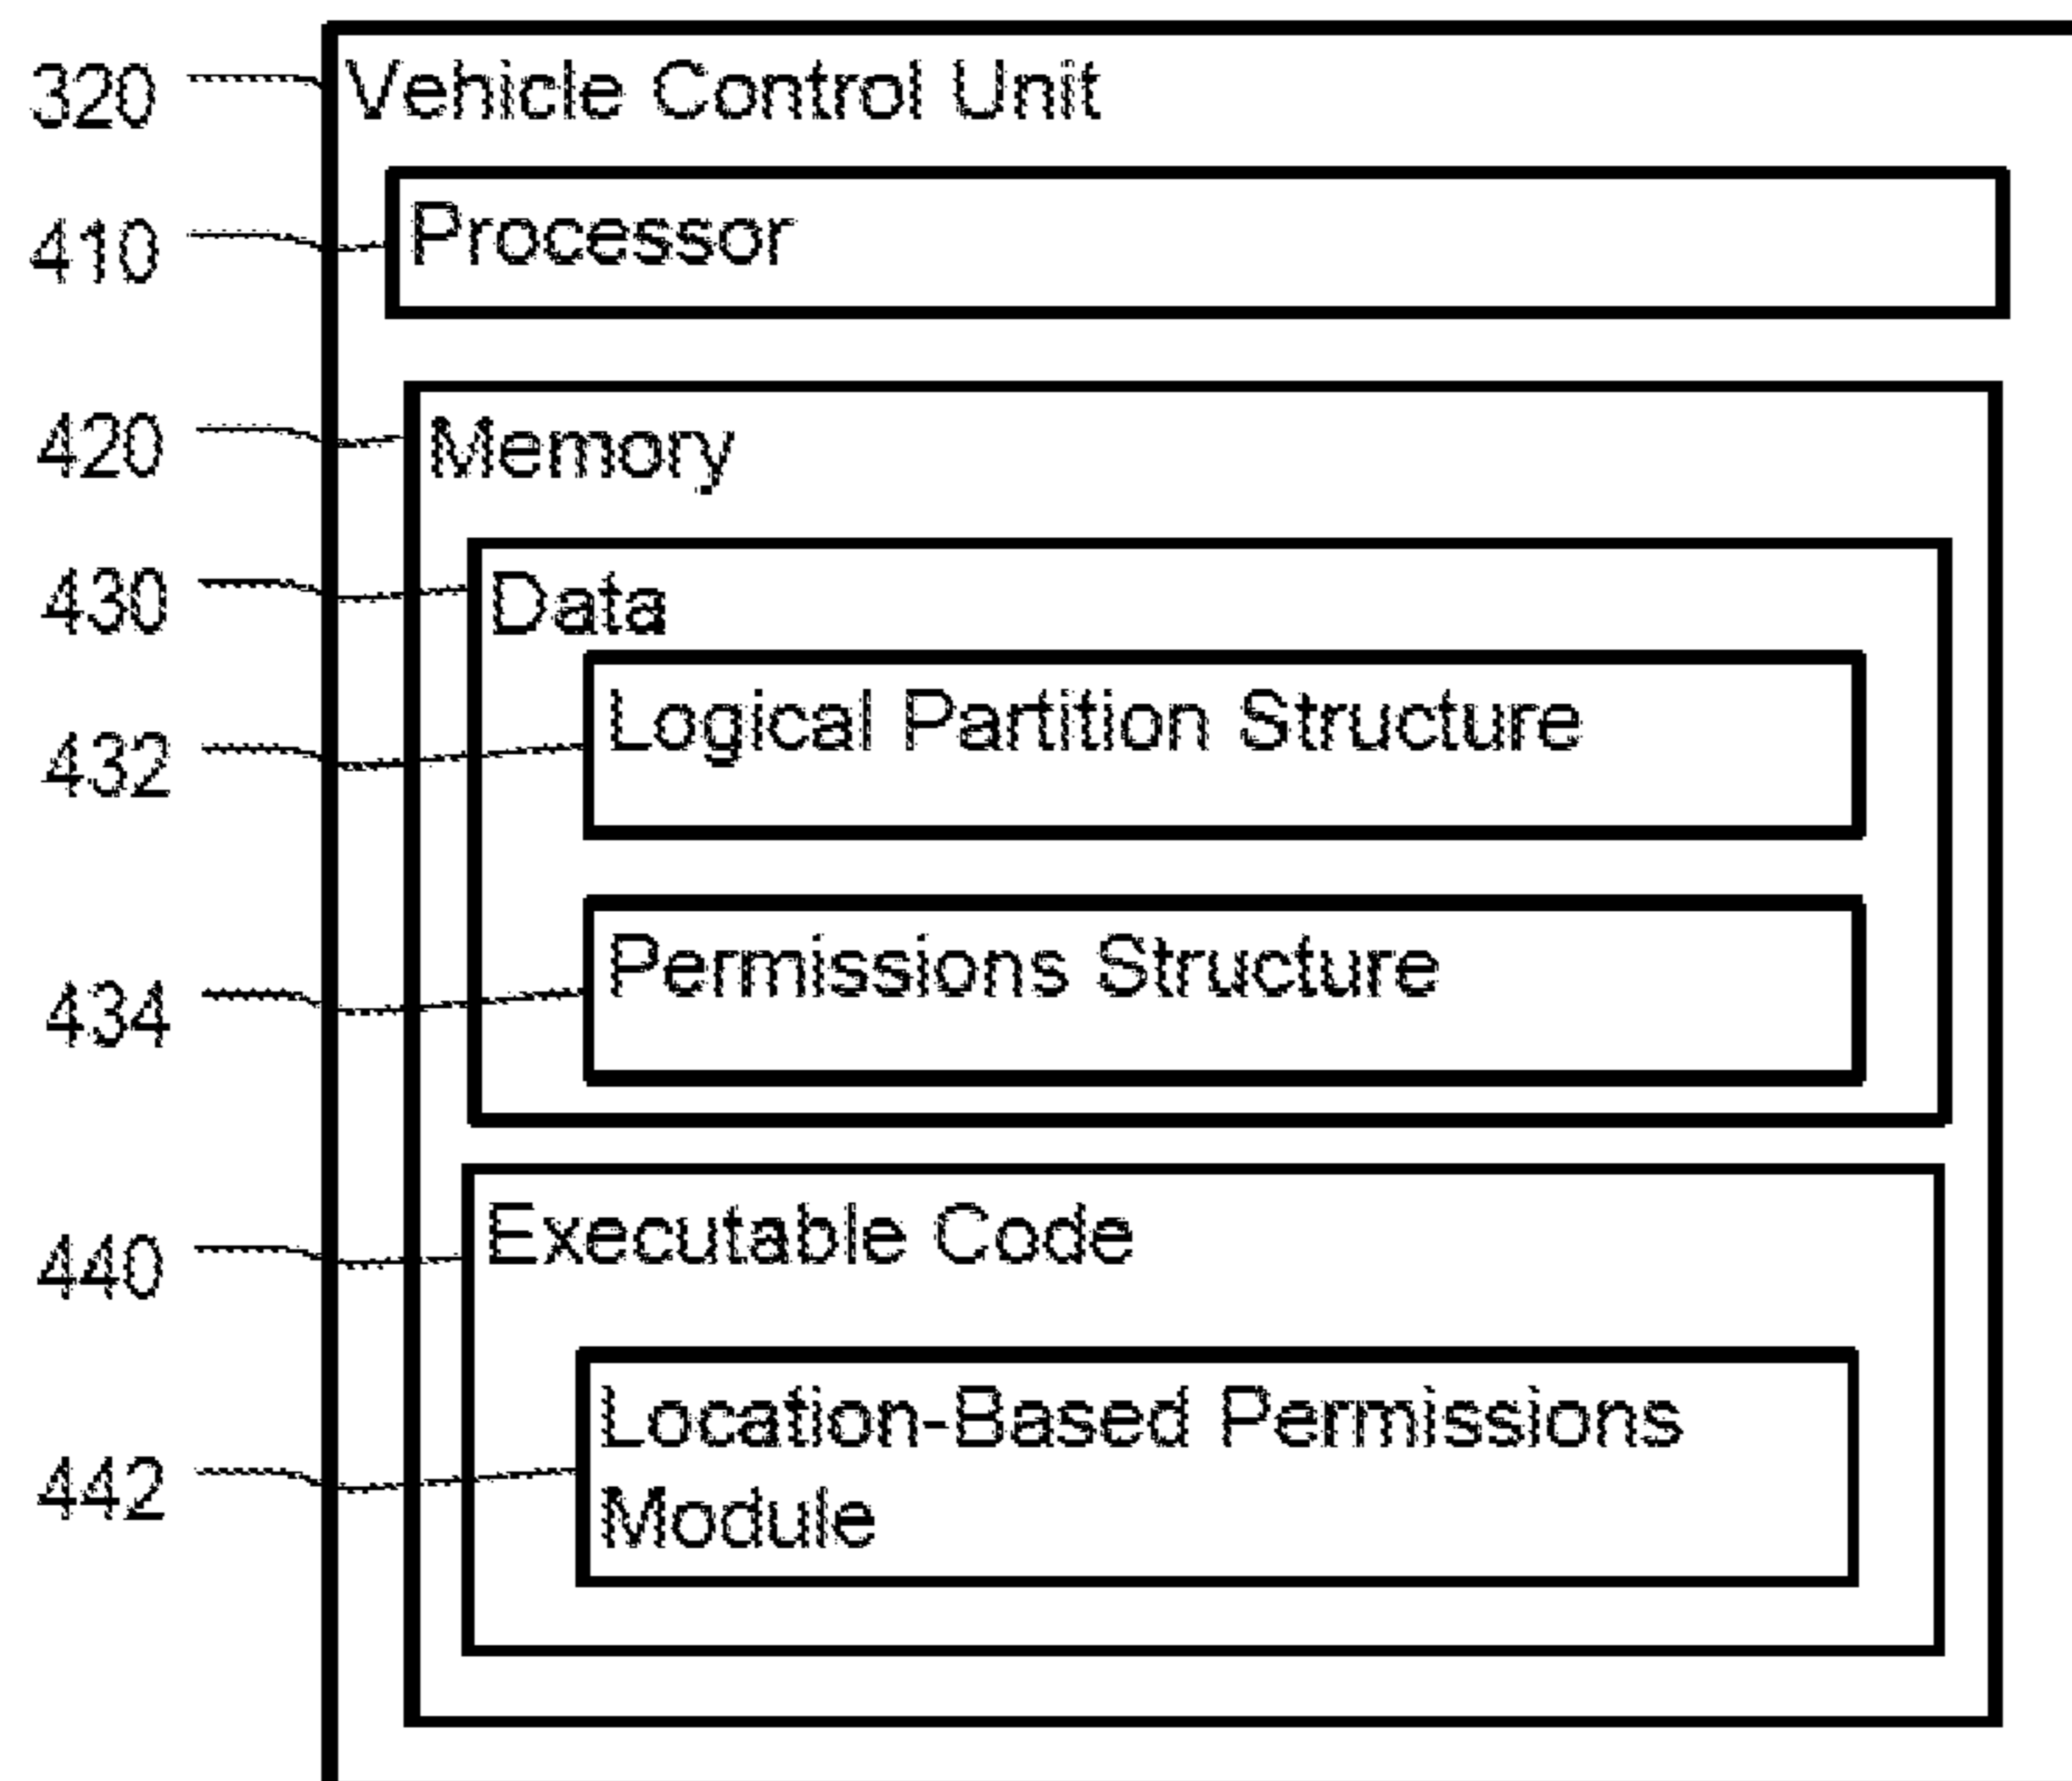 320 Vehicle Control Unit
410 Processor
420 Memory
430 Data
432 Logical Partition Structure
434 Permissions Structure
440 Executable Code
442 Location-Based Permissions
Module